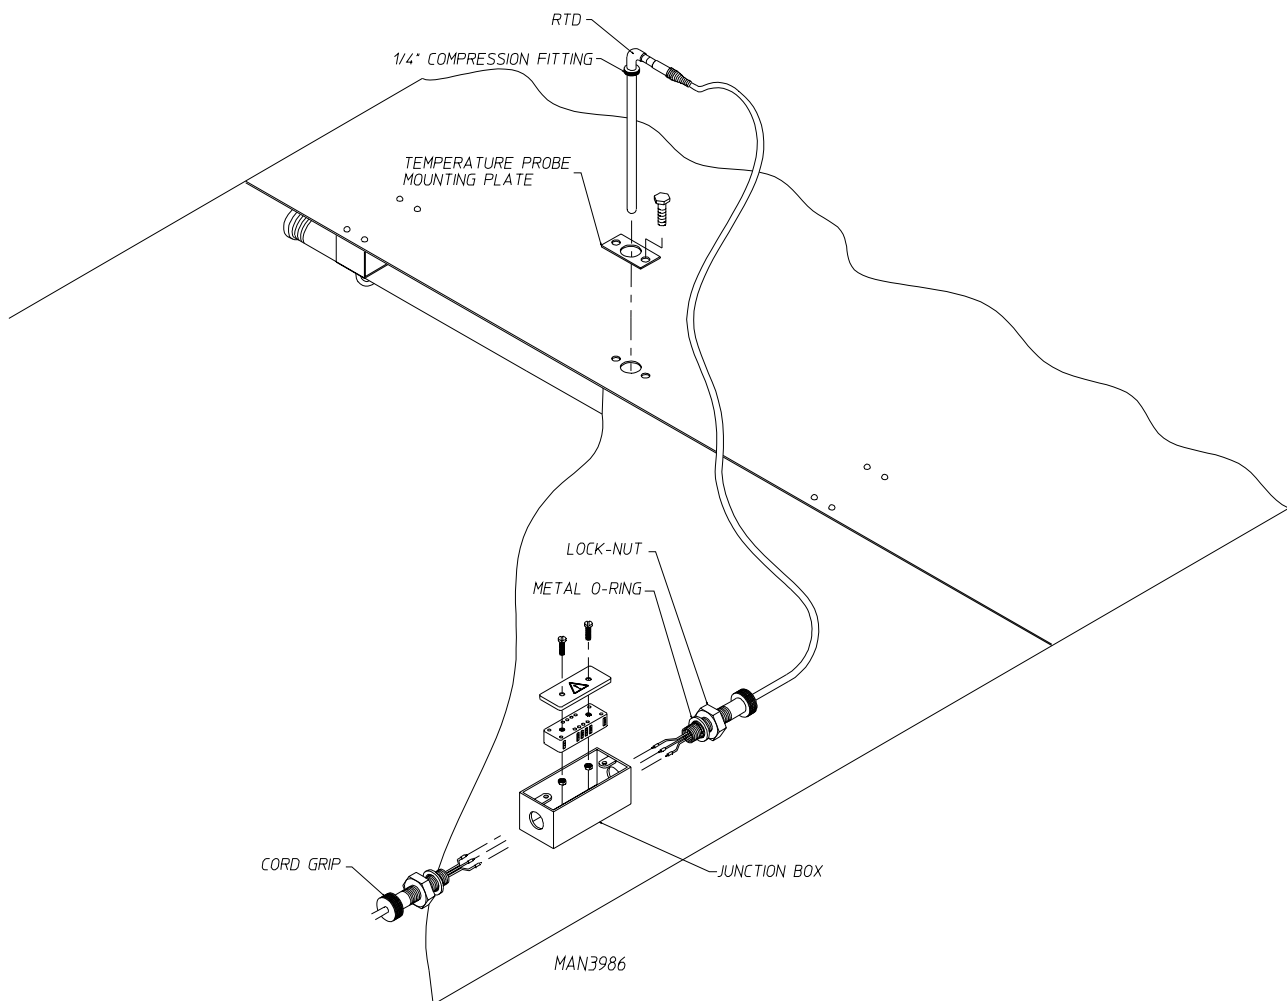 RTD
1/4" COMPRESSION FITTING
TEMPERATURE PROBE
MOUNTING PLATE
LOCK-NUT
METAL O-RING
CORD GRIP
JUNCTION BOX
MAN3986